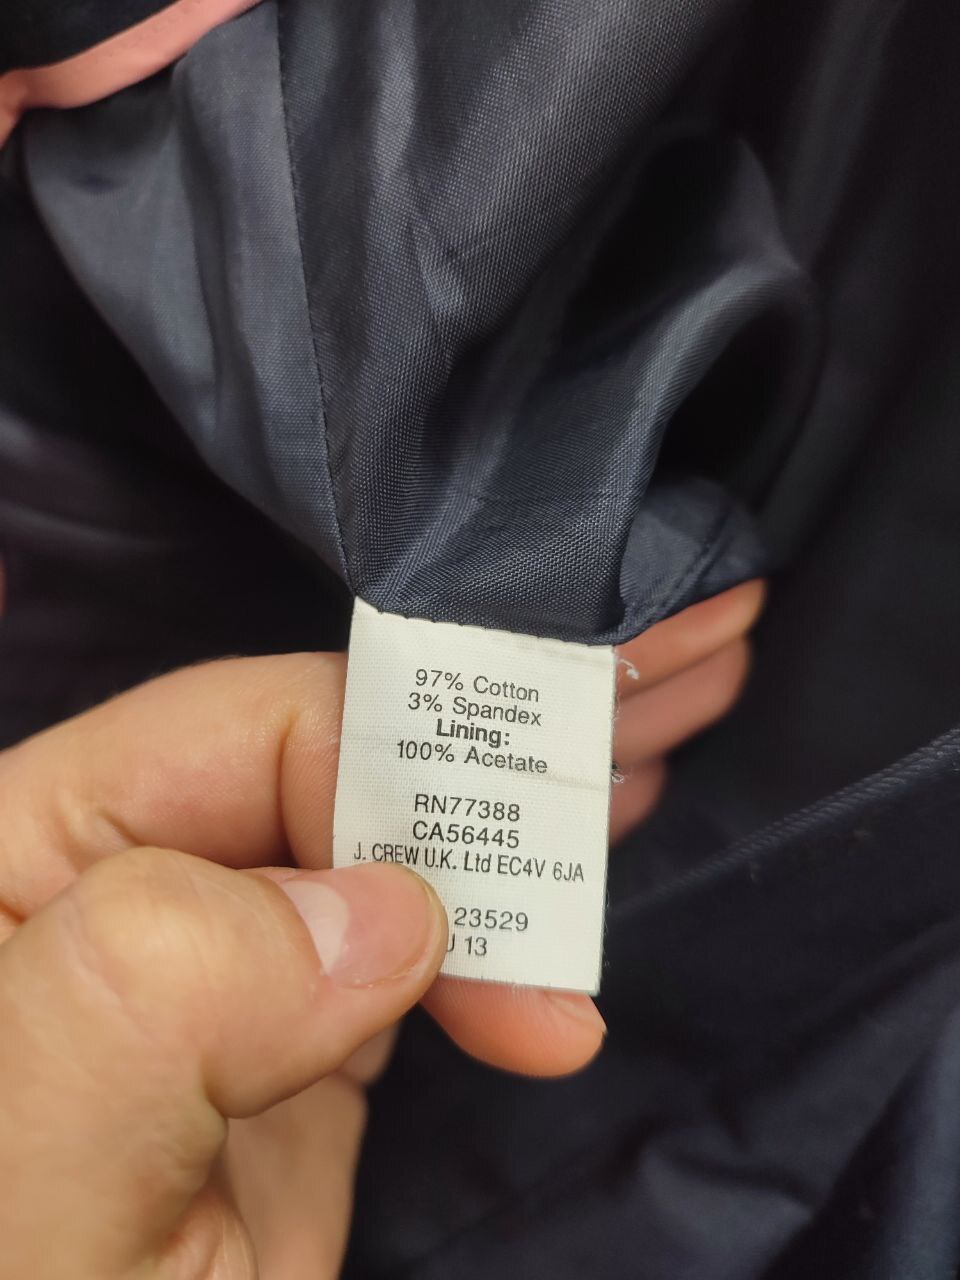 97% Cotton
3% Spandex
Lining:
100% Acetate
RN77388
CA56445
J. CREW U.K. Ltd EC4V 6JA
23529
13